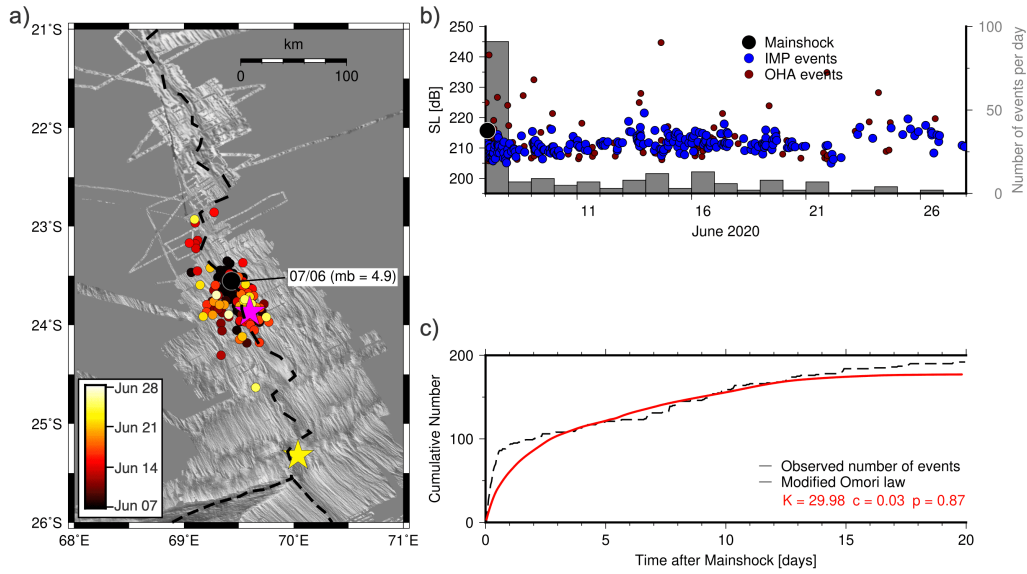 a)
21°S
22°S
23°S
24°S
25°S
26°S
68°E
69°E
70°E
71°E
km
0
100
07/06 (mb = 4.9)
Jun 28
Jun 21
Jun 14
Jun 07
b)
SL [dB]
250
240
230
220
210
200
Mainshock
IMP events
OHA events
100
50
0
Number of events per day
11
16
21
26
June 2020
c)
Cumulative Number
200
100
0
Observed number of events
Modified Omori law
K = 29.98 c = 0.03 p = 0.87
0
5
10
15
20
Time after Mainshock [days]